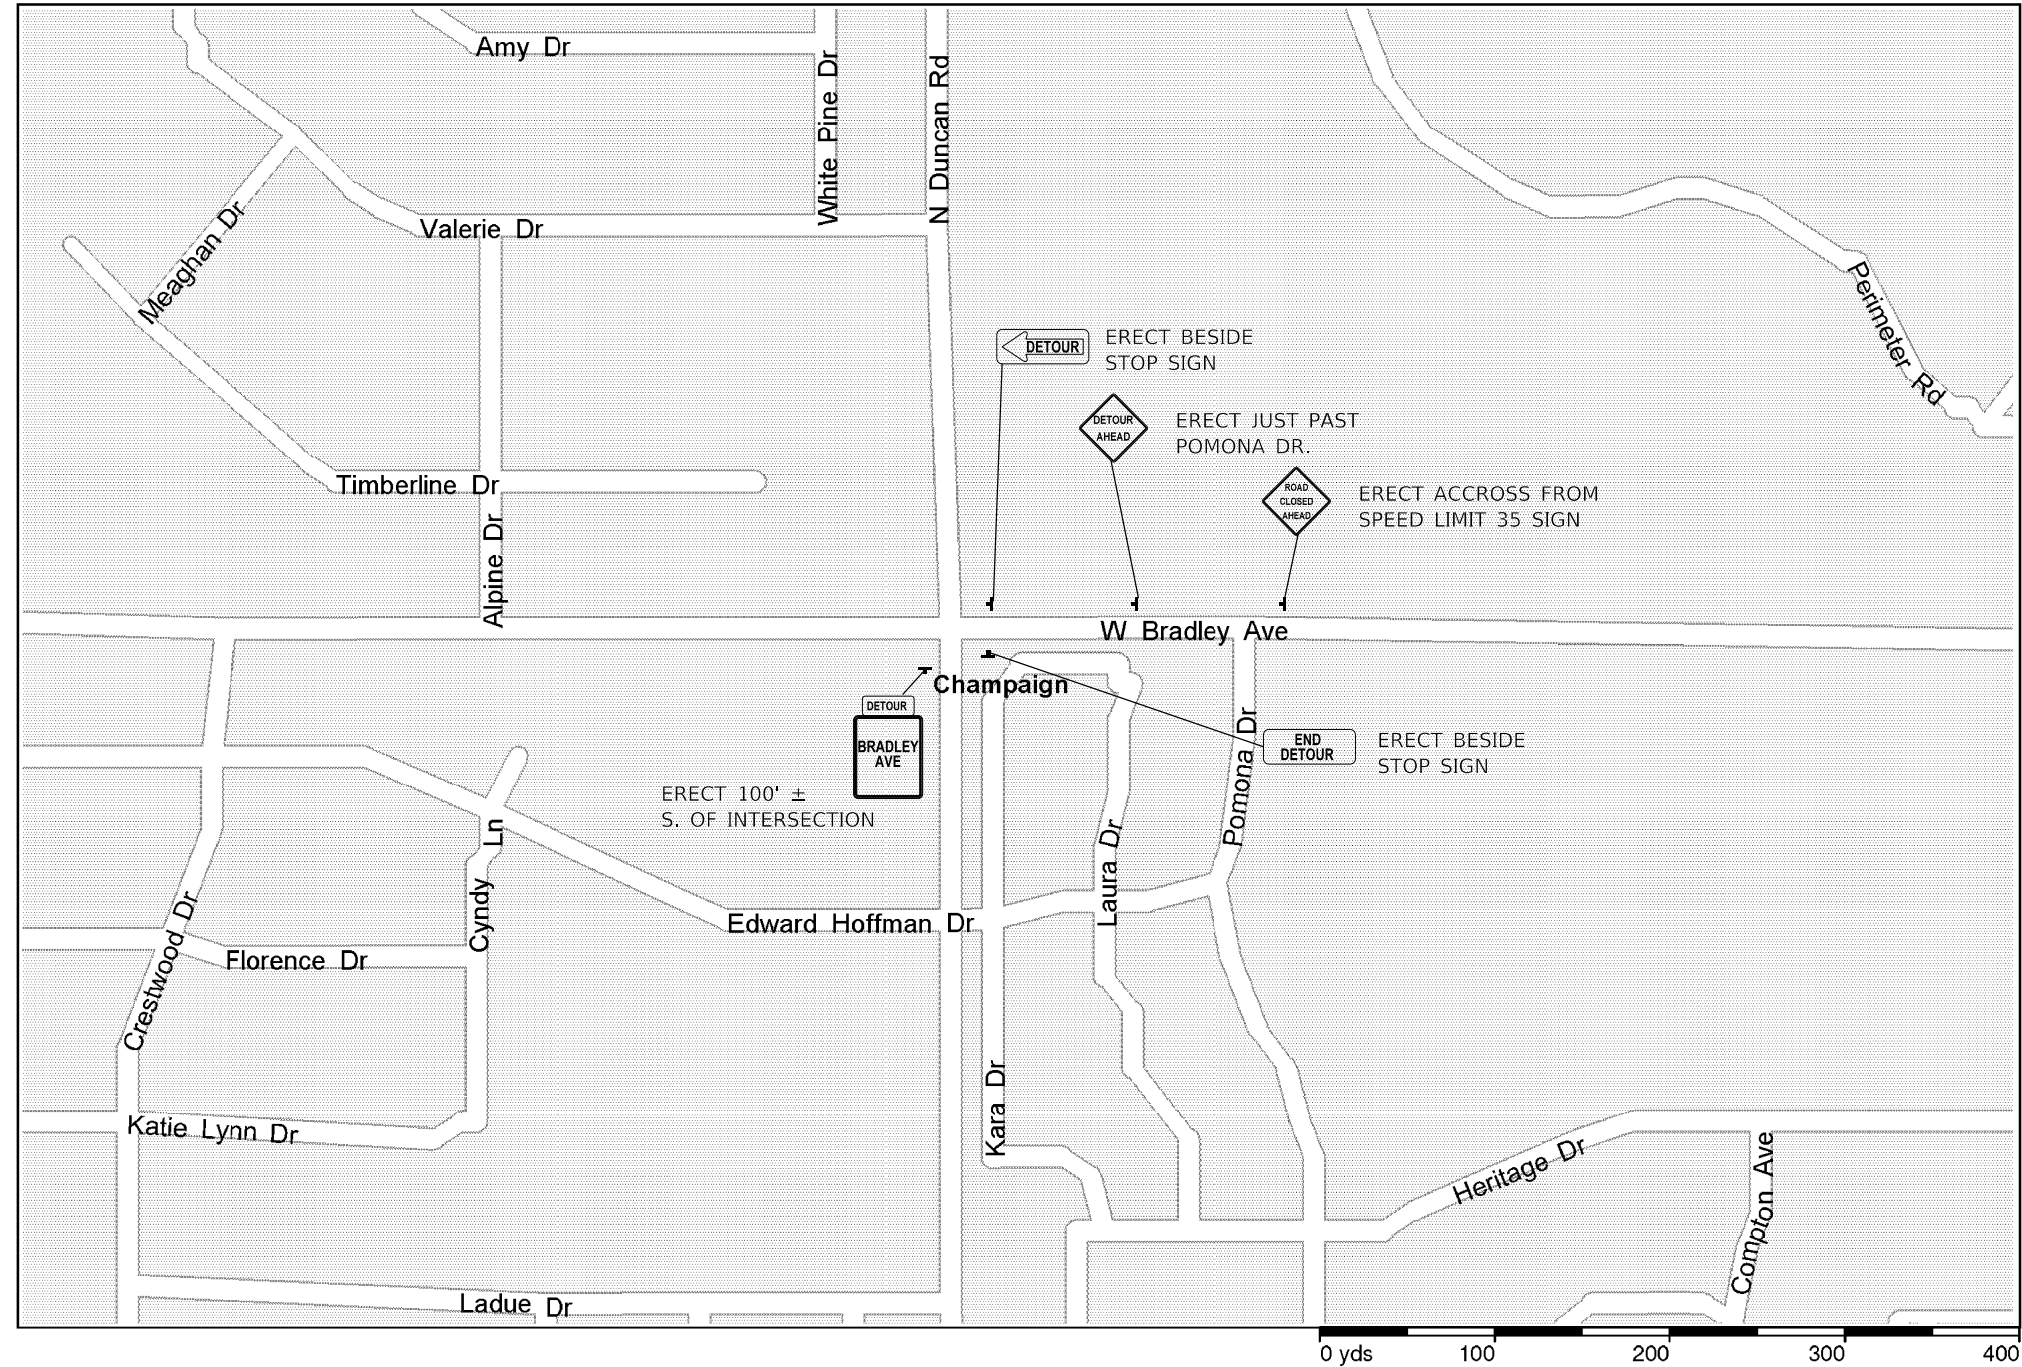 Amy Dr
White Pine Dr
N Duncan Rd
Meaghan Dr
Valerie Dr
Perimeter Rd
DETOUR
ERECT BESIDE
STOP SIGN
DETOUR
AHEAD
ERECT JUST PAST
POMONA DR.
ROAD
CLOSED
AHEAD
ERECT ACCROSS FROM
SPEED LIMIT 35 SIGN
Timberline Dr
Alpine Dr
W Bradley Ave
Champaign
DETOUR
BRADLEY
AVE
ERECT 100' ±
S. OF INTERSECTION
END
DETOUR
ERECT BESIDE
STOP SIGN
Pomona Dr
Laura Dr
Cyndy Ln
Edward Hoffman Dr
Crestwood Dr
Florence Dr
Kara Dr
Katie Lynn Dr
Heritage Dr
Compton Ave
Ladue Dr
0 yds 100 200 300 400